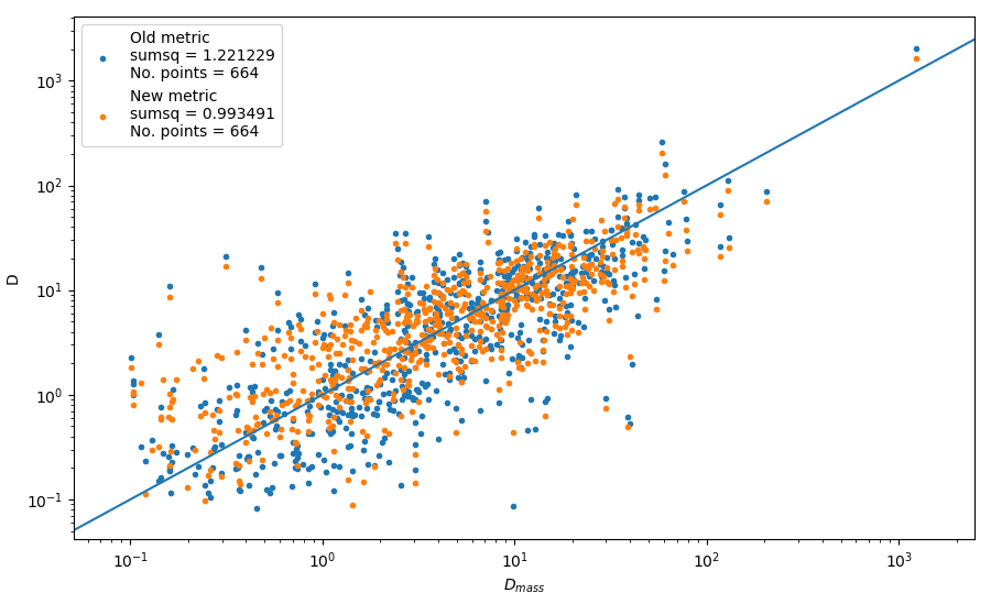 Old metric
sumsq = 1.221229
No. points = 664
New metric
sumsq = 0.993491
No. points = 664
D
10³
10²
10¹
10⁰
10⁻¹
10⁻¹ 10⁰ 10¹ 10² 10³
D_mass